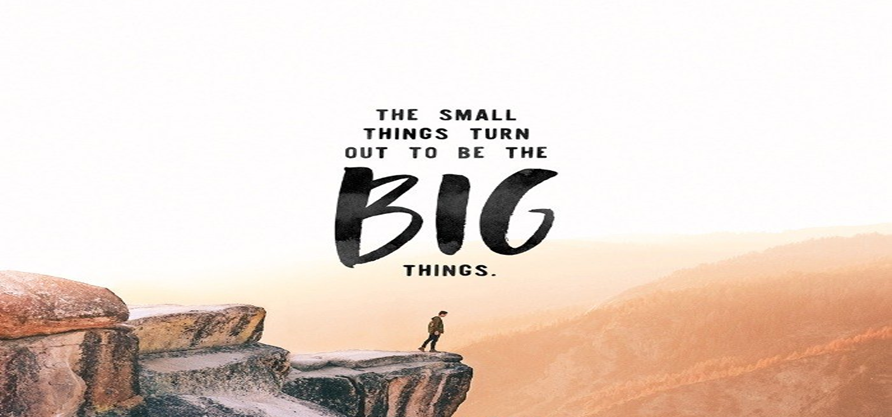 THE SMALL
THINGS TURN
OUT TO BE THE
BIG
THINGS.